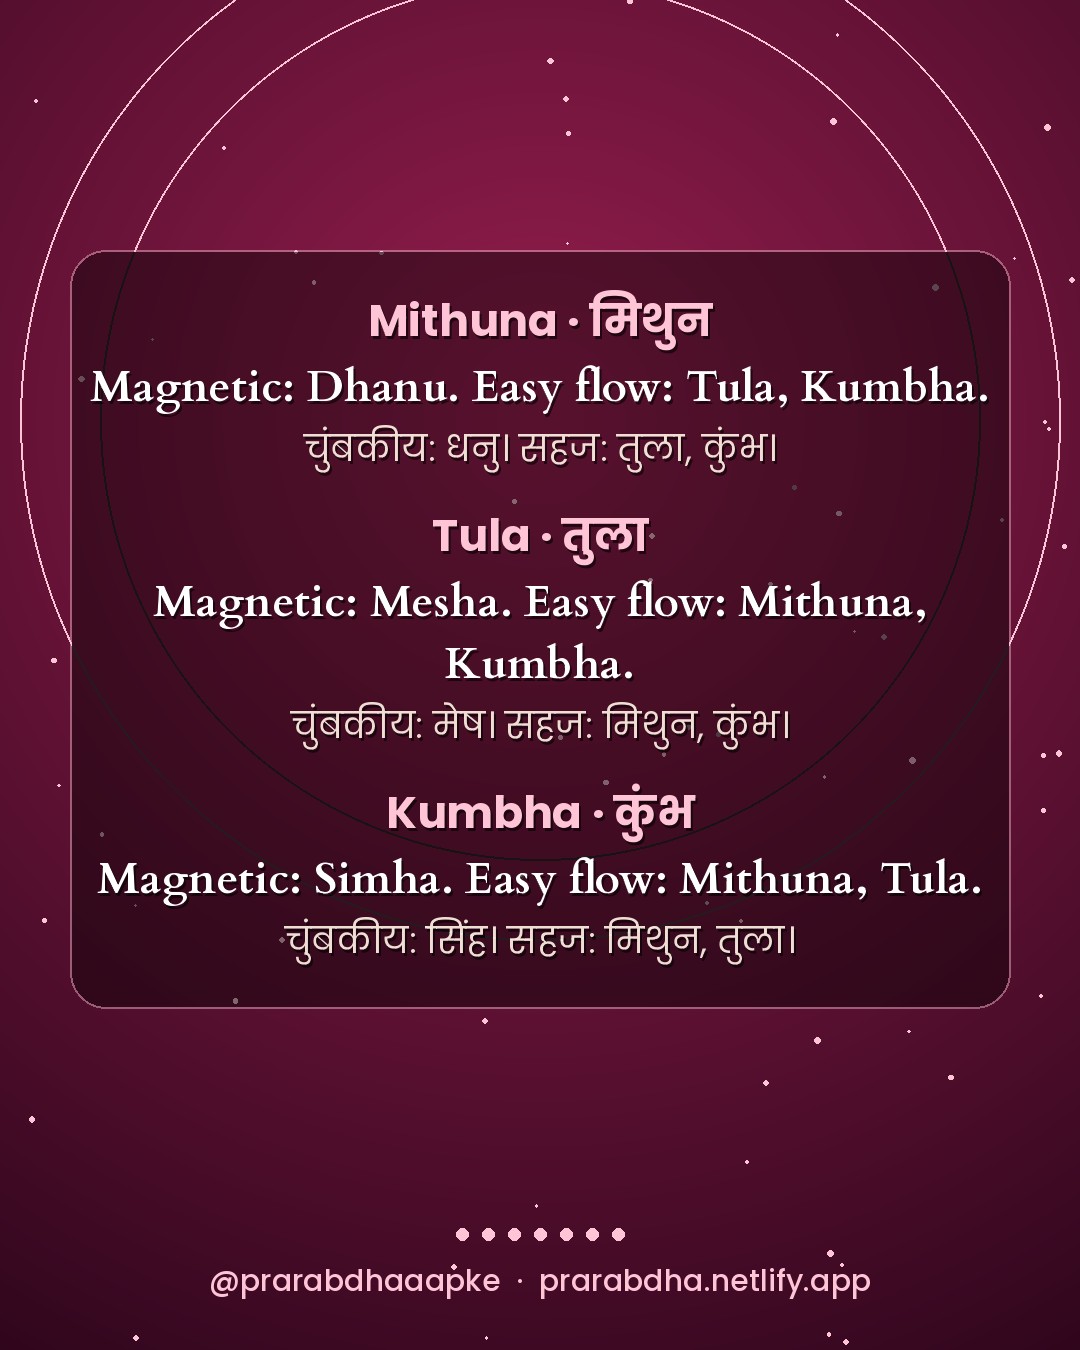 Mithuna · मिथुन
Magnetic: Dhanu. Easy flow: Tula, Kumbha.
चुंबकीय: धनु। सहज: तुला, कुंभ।
Tula · तुला
Magnetic: Mesha. Easy flow: Mithuna,
Kumbha.
चुंबकीय: मेष। सहज: मिथुन, कुंभ।
Kumbha · कुंभ
Magnetic: Simha. Easy flow: Mithuna, Tula.
चुंबकीय: सिंह। सहज: मिथुन, तुला।
@prarabdhaaapke · prarabdha.netlify.app